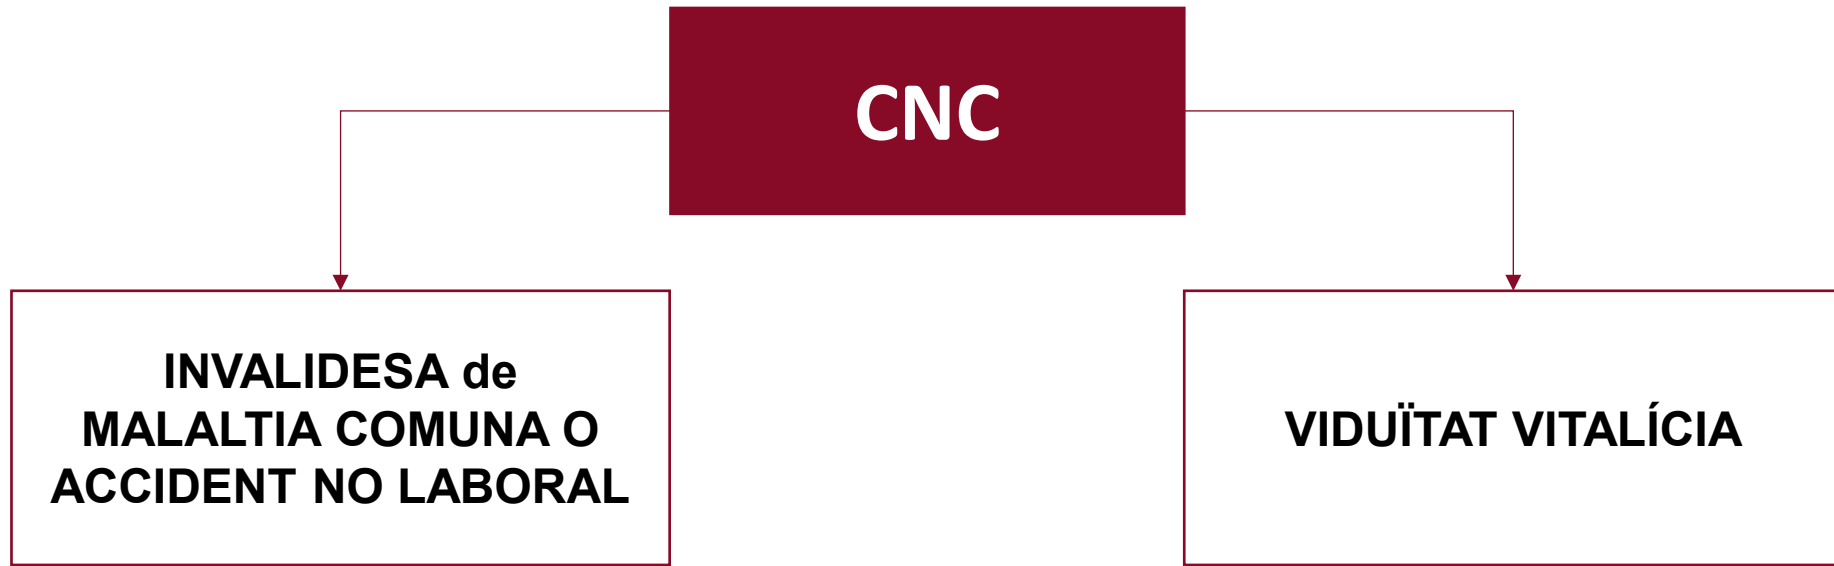 CNC
INVALIDESA de
MALALTIA COMUNA O
ACCIDENT NO LABORAL
VIDUÏTAT VITALÍCIA